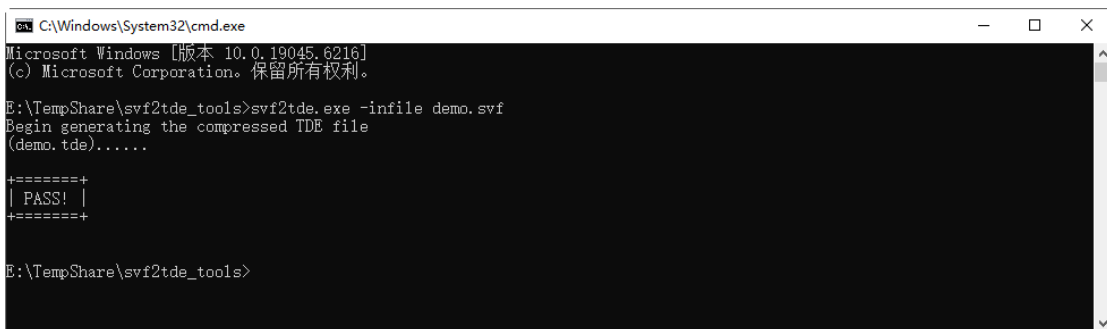 C:\Windows\System32\cmd.exe
Microsoft Windows [版本 10.0.19045.6216]
(c) Microsoft Corporation。保留所有权利。
E:\TempShare\svf2tde_tools>svf2tde.exe -infile demo.svf
Begin generating the compressed TDE file
(demo.tde)......
+=======+
| PASS! |
+=======+
E:\TempShare\svf2tde_tools>